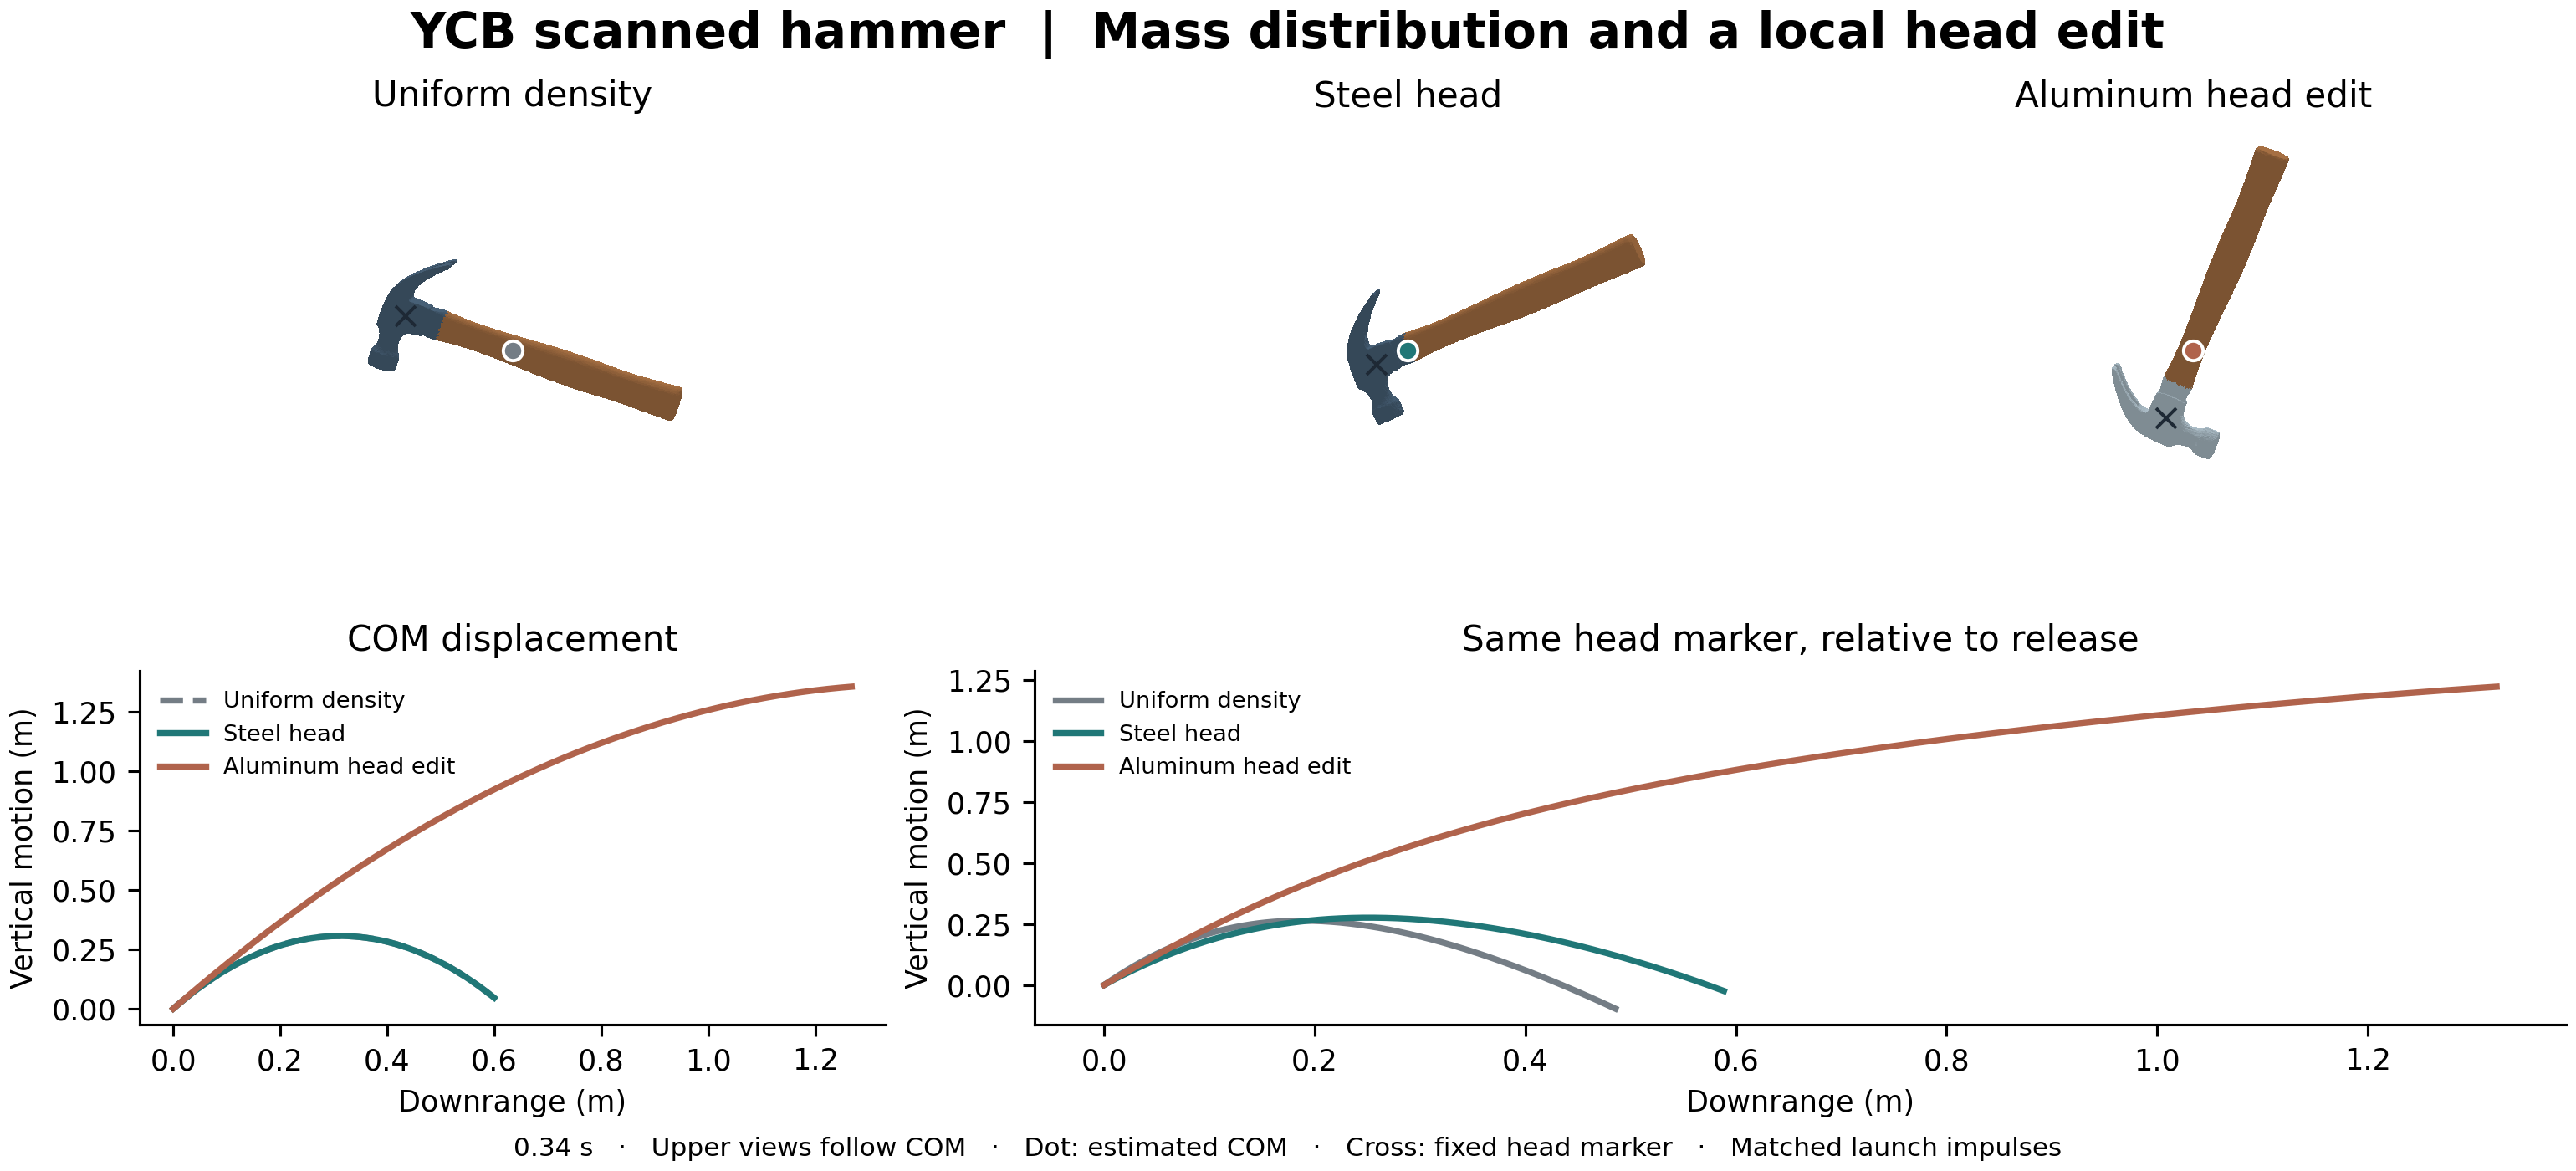 YCB scanned hammer | Mass distribution and a local head edit
Uniform density
Steel head
Aluminum head edit
COM displacement
Vertical motion (m)
1.25
1.00
0.75
0.50
0.25
0.00
Uniform density
Steel head
Aluminum head edit
0.0 0.2 0.4 0.6 0.8 1.0 1.2
Downrange (m)
Same head marker, relative to release
Vertical motion (m)
1.25
1.00
0.75
0.50
0.25
0.00
Uniform density
Steel head
Aluminum head edit
0.0 0.2 0.4 0.6 0.8 1.0 1.2
Downrange (m)
0.34 s · Upper views follow COM · Dot: estimated COM · Cross: fixed head marker · Matched launch impulses